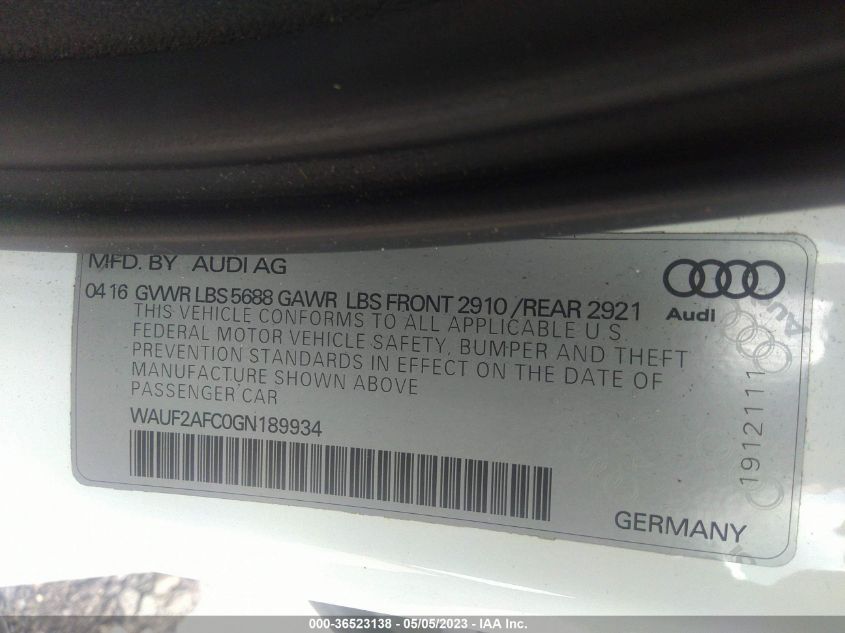 MFD. BY AUDI AG
04 16 GVWR LBS 5688 GAWR LBS FRONT 2910 /REAR 2921
THIS VEHICLE CONFORMS TO ALL APPLICABLE U.S.
FEDERAL MOTOR VEHICLE SAFETY, BUMPER AND THEFT
PREVENTION STANDARDS IN EFFECT ON THE DATE OF
MANUFACTURE SHOWN ABOVE
PASSENGER CAR
WAUF2AFC0GN189934
Audi
1912111
GERMANY
000-36523138 - 05/05/2023 - IAA Inc.